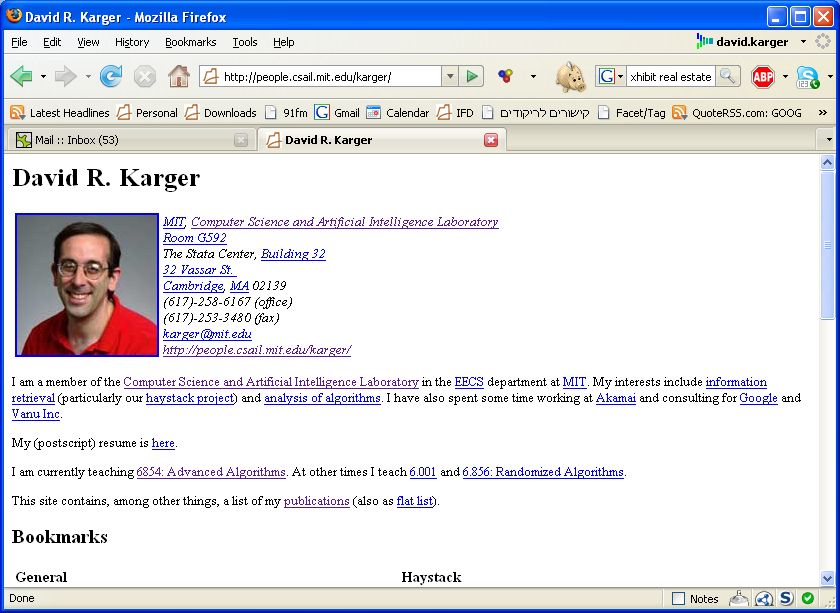 David R. Karger - Mozilla Firefox
File Edit View History Bookmarks Tools Help david.karger
http://people.csail.mit.edu/karger/ G xhibit real estate ABP
Latest Headlines Personal Downloads 91fm Gmail Calendar IFD קישורים לריקודים Facet/Tag QuoteRSS.com: GOOG »
Mail :: Inbox (53) David R. Karger
David R. Karger
MIT, Computer Science and Artificial Intelligence Laboratory
Room G592
The Stata Center, Building 32
32 Vassar St.
Cambridge, MA 02139
(617)-258-6167 (office)
(617)-253-3480 (fax)
karger@mit.edu
http://people.csail.mit.edu/karger/
I am a member of the Computer Science and Artificial Intelligence Laboratory in the EECS department at MIT. My interests include information
retrieval (particularly our haystack project) and analysis of algorithms. I have also spent some time working at Akamai and consulting for Google and
Vanu Inc.
My (postscript) resume is here.
I am currently teaching 6854: Advanced Algorithms. At other times I teach 6.001 and 6.856: Randomized Algorithms.
This site contains, among other things, a list of my publications (also as flat list).
Bookmarks
General Haystack
Done Notes S